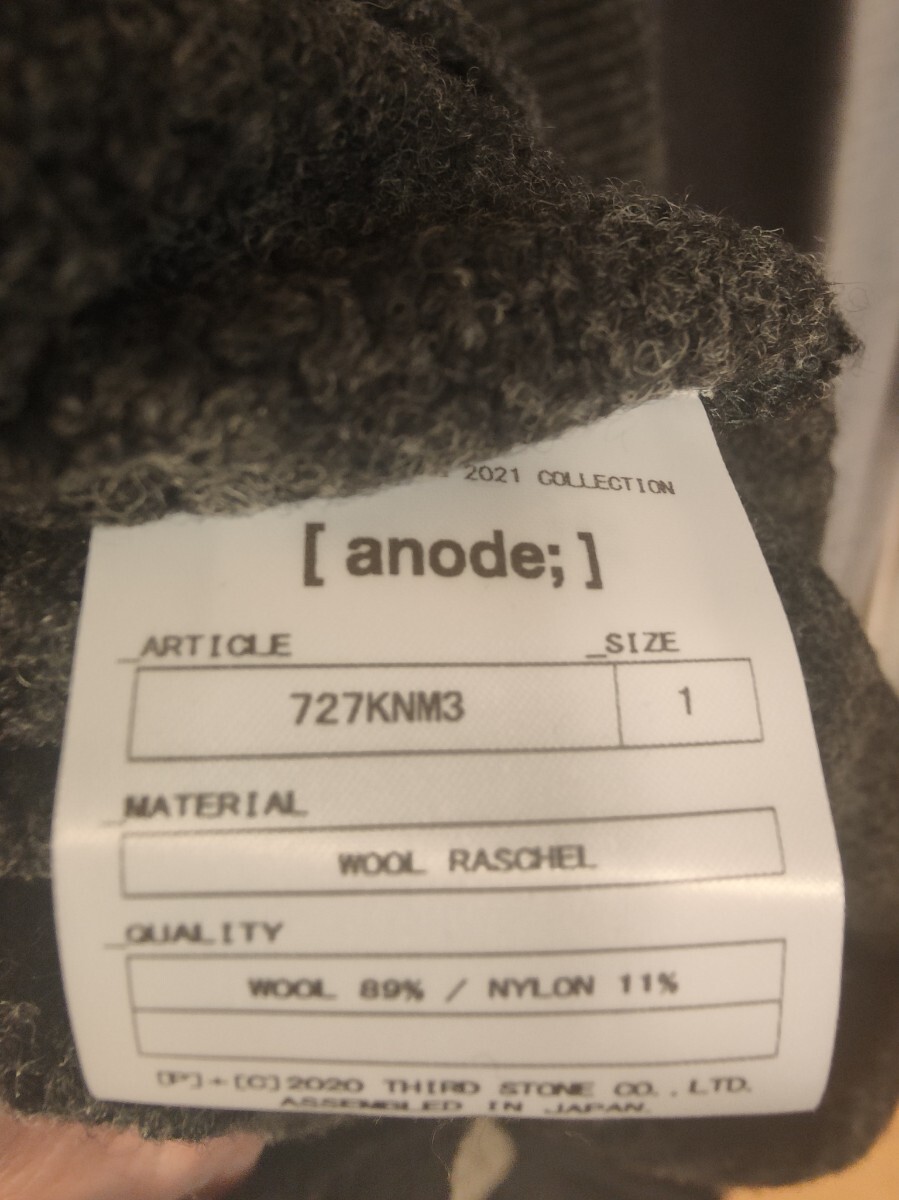 2021 COLLECTION
[ anode; ]
_ARTICLE _SIZE
727KNM3 1
_MATERIAL
WOOL RASCHEL
_QUALITY
WOOL 89% / NYLON 11%
[P]+[C]2020 THIRD STONE CO.,LTD.
ASSEMBLED IN JAPAN.